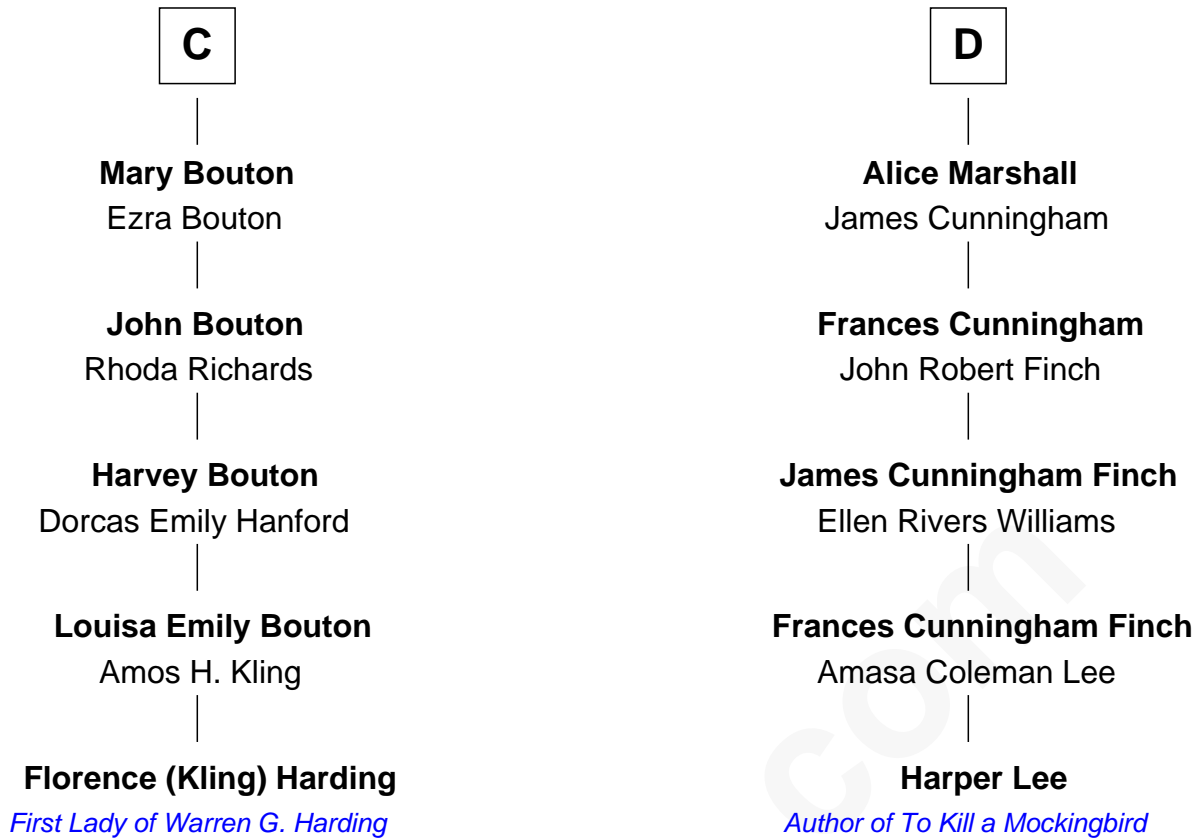 C
Mary Bouton
Ezra Bouton
John Bouton
Rhoda Richards
Harvey Bouton
Dorcas Emily Hanford
Louisa Emily Bouton
Amos H. Kling
Florence (Kling) Harding
First Lady of Warren G. Harding
D
Alice Marshall
James Cunningham
Frances Cunningham
John Robert Finch
James Cunningham Finch
Ellen Rivers Williams
Frances Cunningham Finch
Amasa Coleman Lee
Harper Lee
Author of To Kill a Mockingbird
com